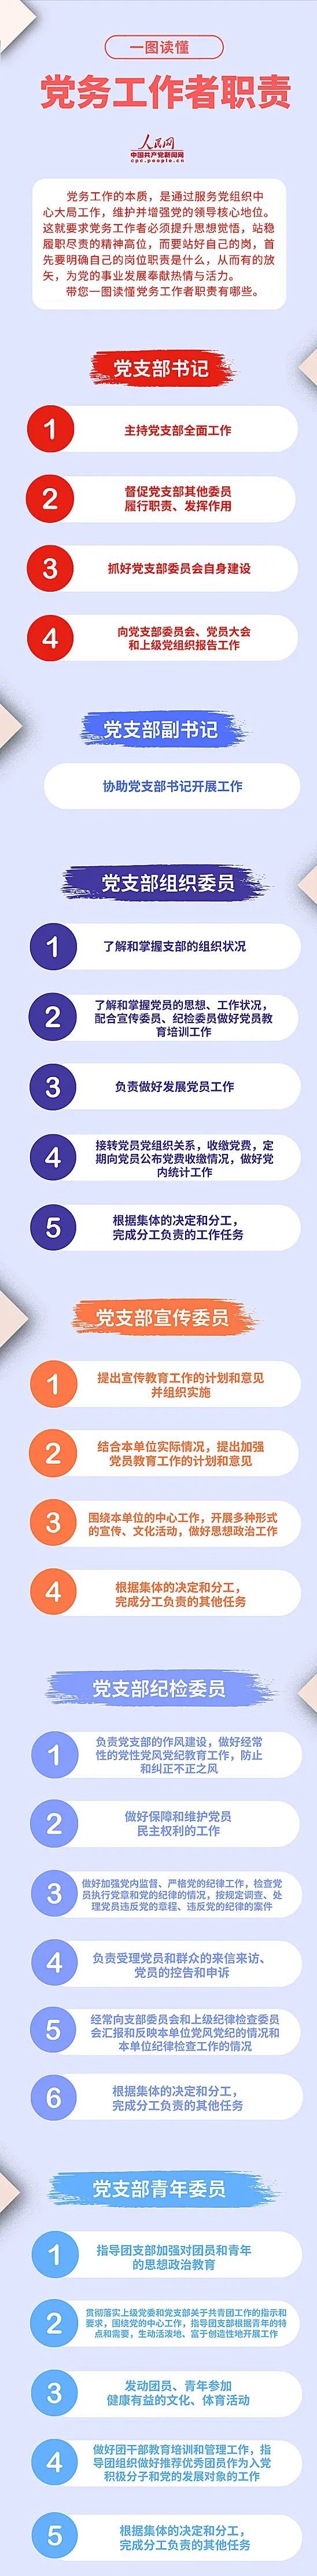 一图读懂
党务工作者职责
人民网
中国共产党新闻网
cpc.people.cn
党务工作的本质，是通过服务党组织中
心大局工作，维护并增强党的领导核心地位。
这就要求党务工作者必须提升思想觉悟，站稳
履职尽责的精神高位，而要站好自己的岗，首
先要明确自己的岗位职责是什么，从而有的放
矢，为党的事业发展奉献热情与活力。
带您一图读懂党务工作者职责有哪些。
党支部书记
1
主持党支部全面工作
2
督促党支部其他委员
履行职责、发挥作用
3
抓好党支部委员会自身建设
4
向党支部委员会、党员大会
和上级党组织报告工作
党支部副书记
协助党支部书记开展工作
党支部组织委员
1
了解和掌握支部的组织状况
2
了解和掌握党员的思想、工作状况，
配合宣传委员、纪检委员做好党员教
育培训工作
3
负责做好发展党员工作
4
接转党员党组织关系，收缴党费，定
期向党员公布党费收缴情况，做好党
内统计工作
5
根据集体的决定和分工，
完成分工负责的工作任务
党支部宣传委员
1
提出宣传教育工作的计划和意见
并组织实施
2
结合本单位实际情况，提出加强
党员教育工作的计划和意见
3
围绕本单位的中心工作，开展多种形式
的宣传、文化活动，做好思想政治工作
4
根据集体的决定和分工，
完成分工负责的其他任务
党支部纪检委员
1
负责党支部的作风建设，做好经常
性的党性党风党纪教育工作，防止
和纠正不正之风
2
做好保障和维护党员
民主权利的工作
3
做好加强党内监督、严格党的纪律工作，检查党
员执行党章和党的纪律的情况，按规定调查、处
理党员违反党的章程、违反党的纪律的案件
4
负责受理党员和群众的来信来访、
党员的控告和申诉
5
经常向支部委员会和上级纪律检查委员
会汇报和反映本单位党风党纪的情况和
本单位纪律检查工作的情况
6
根据集体的决定和分工，
完成分工负责的其他任务
党支部青年委员
1
指导团支部加强对团员和青年
的思想政治教育
2
贯彻落实上级党委和党支部关于共青团工作的指示和
要求，围绕党的中心工作，指导团支部根据青年的特
点和需要，生动活泼地、富于创造性地开展工作
3
发动团员、青年参加
健康有益的文化、体育活动
4
做好团干部教育培训和管理工作，指
导团组织做好推荐优秀团员作为入党
积极分子和党的发展对象的工作
5
根据集体的决定和分工，
完成分工负责的其他任务